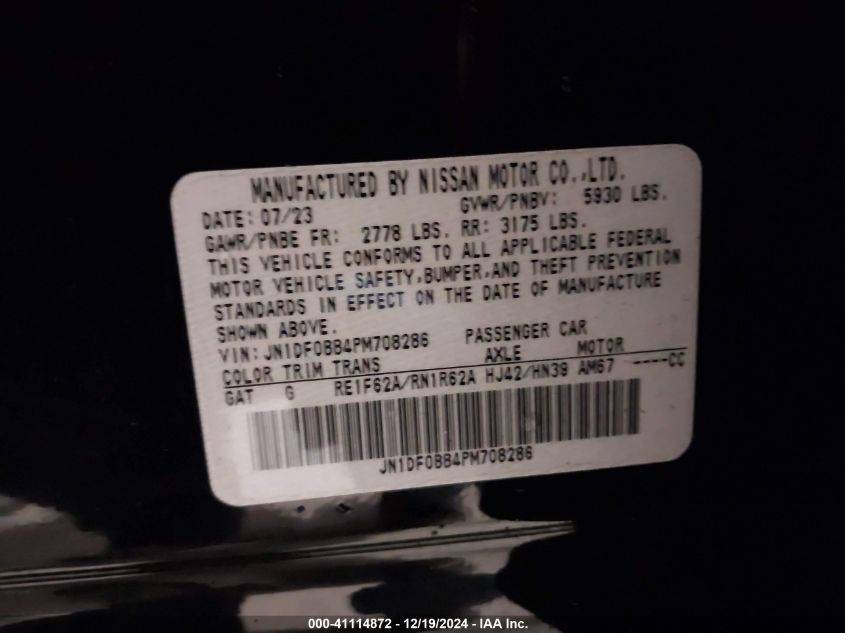 MANUFACTURED BY NISSAN MOTOR CO.,LTD.
DATE: 07/23 GVWR/PNBV: 5930 LBS.
GAWR/PNBE FR: 2778 LBS. RR: 3175 LBS.
THIS VEHICLE CONFORMS TO ALL APPLICABLE FEDERAL
MOTOR VEHICLE SAFETY,BUMPER,AND THEFT PREVENTION
STANDARDS IN EFFECT ON THE DATE OF MANUFACTURE
SHOWN ABOVE.
VIN: JN1DF0BB4PM708286 PASSENGER CAR
COLOR TRIM TRANS AXLE MOTOR
GAT G RE1F62A/RN1R62A HJ42/HN39 AM67 ----CC
JN1DF0BB4PM708286
000-41114872 - 12/19/2024 - IAA Inc.